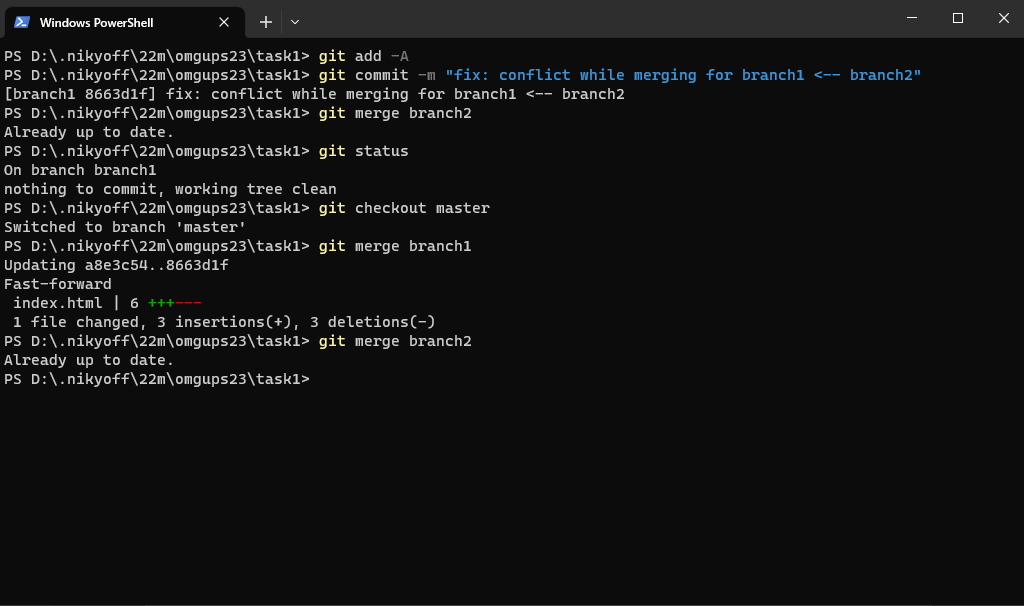 Windows PowerShell
PS D:\.nikyoff\22m\omgups23\task1> git add -A
PS D:\.nikyoff\22m\omgups23\task1> git commit -m "fix: conflict while merging for branch1 <-- branch2"
[branch1 8663d1f] fix: conflict while merging for branch1 <-- branch2
PS D:\.nikyoff\22m\omgups23\task1> git merge branch2
Already up to date.
PS D:\.nikyoff\22m\omgups23\task1> git status
On branch branch1
nothing to commit, working tree clean
PS D:\.nikyoff\22m\omgups23\task1> git checkout master
Switched to branch 'master'
PS D:\.nikyoff\22m\omgups23\task1> git merge branch1
Updating a8e3c54..8663d1f
Fast-forward
 index.html | 6 +++---
 1 file changed, 3 insertions(+), 3 deletions(-)
PS D:\.nikyoff\22m\omgups23\task1> git merge branch2
Already up to date.
PS D:\.nikyoff\22m\omgups23\task1>